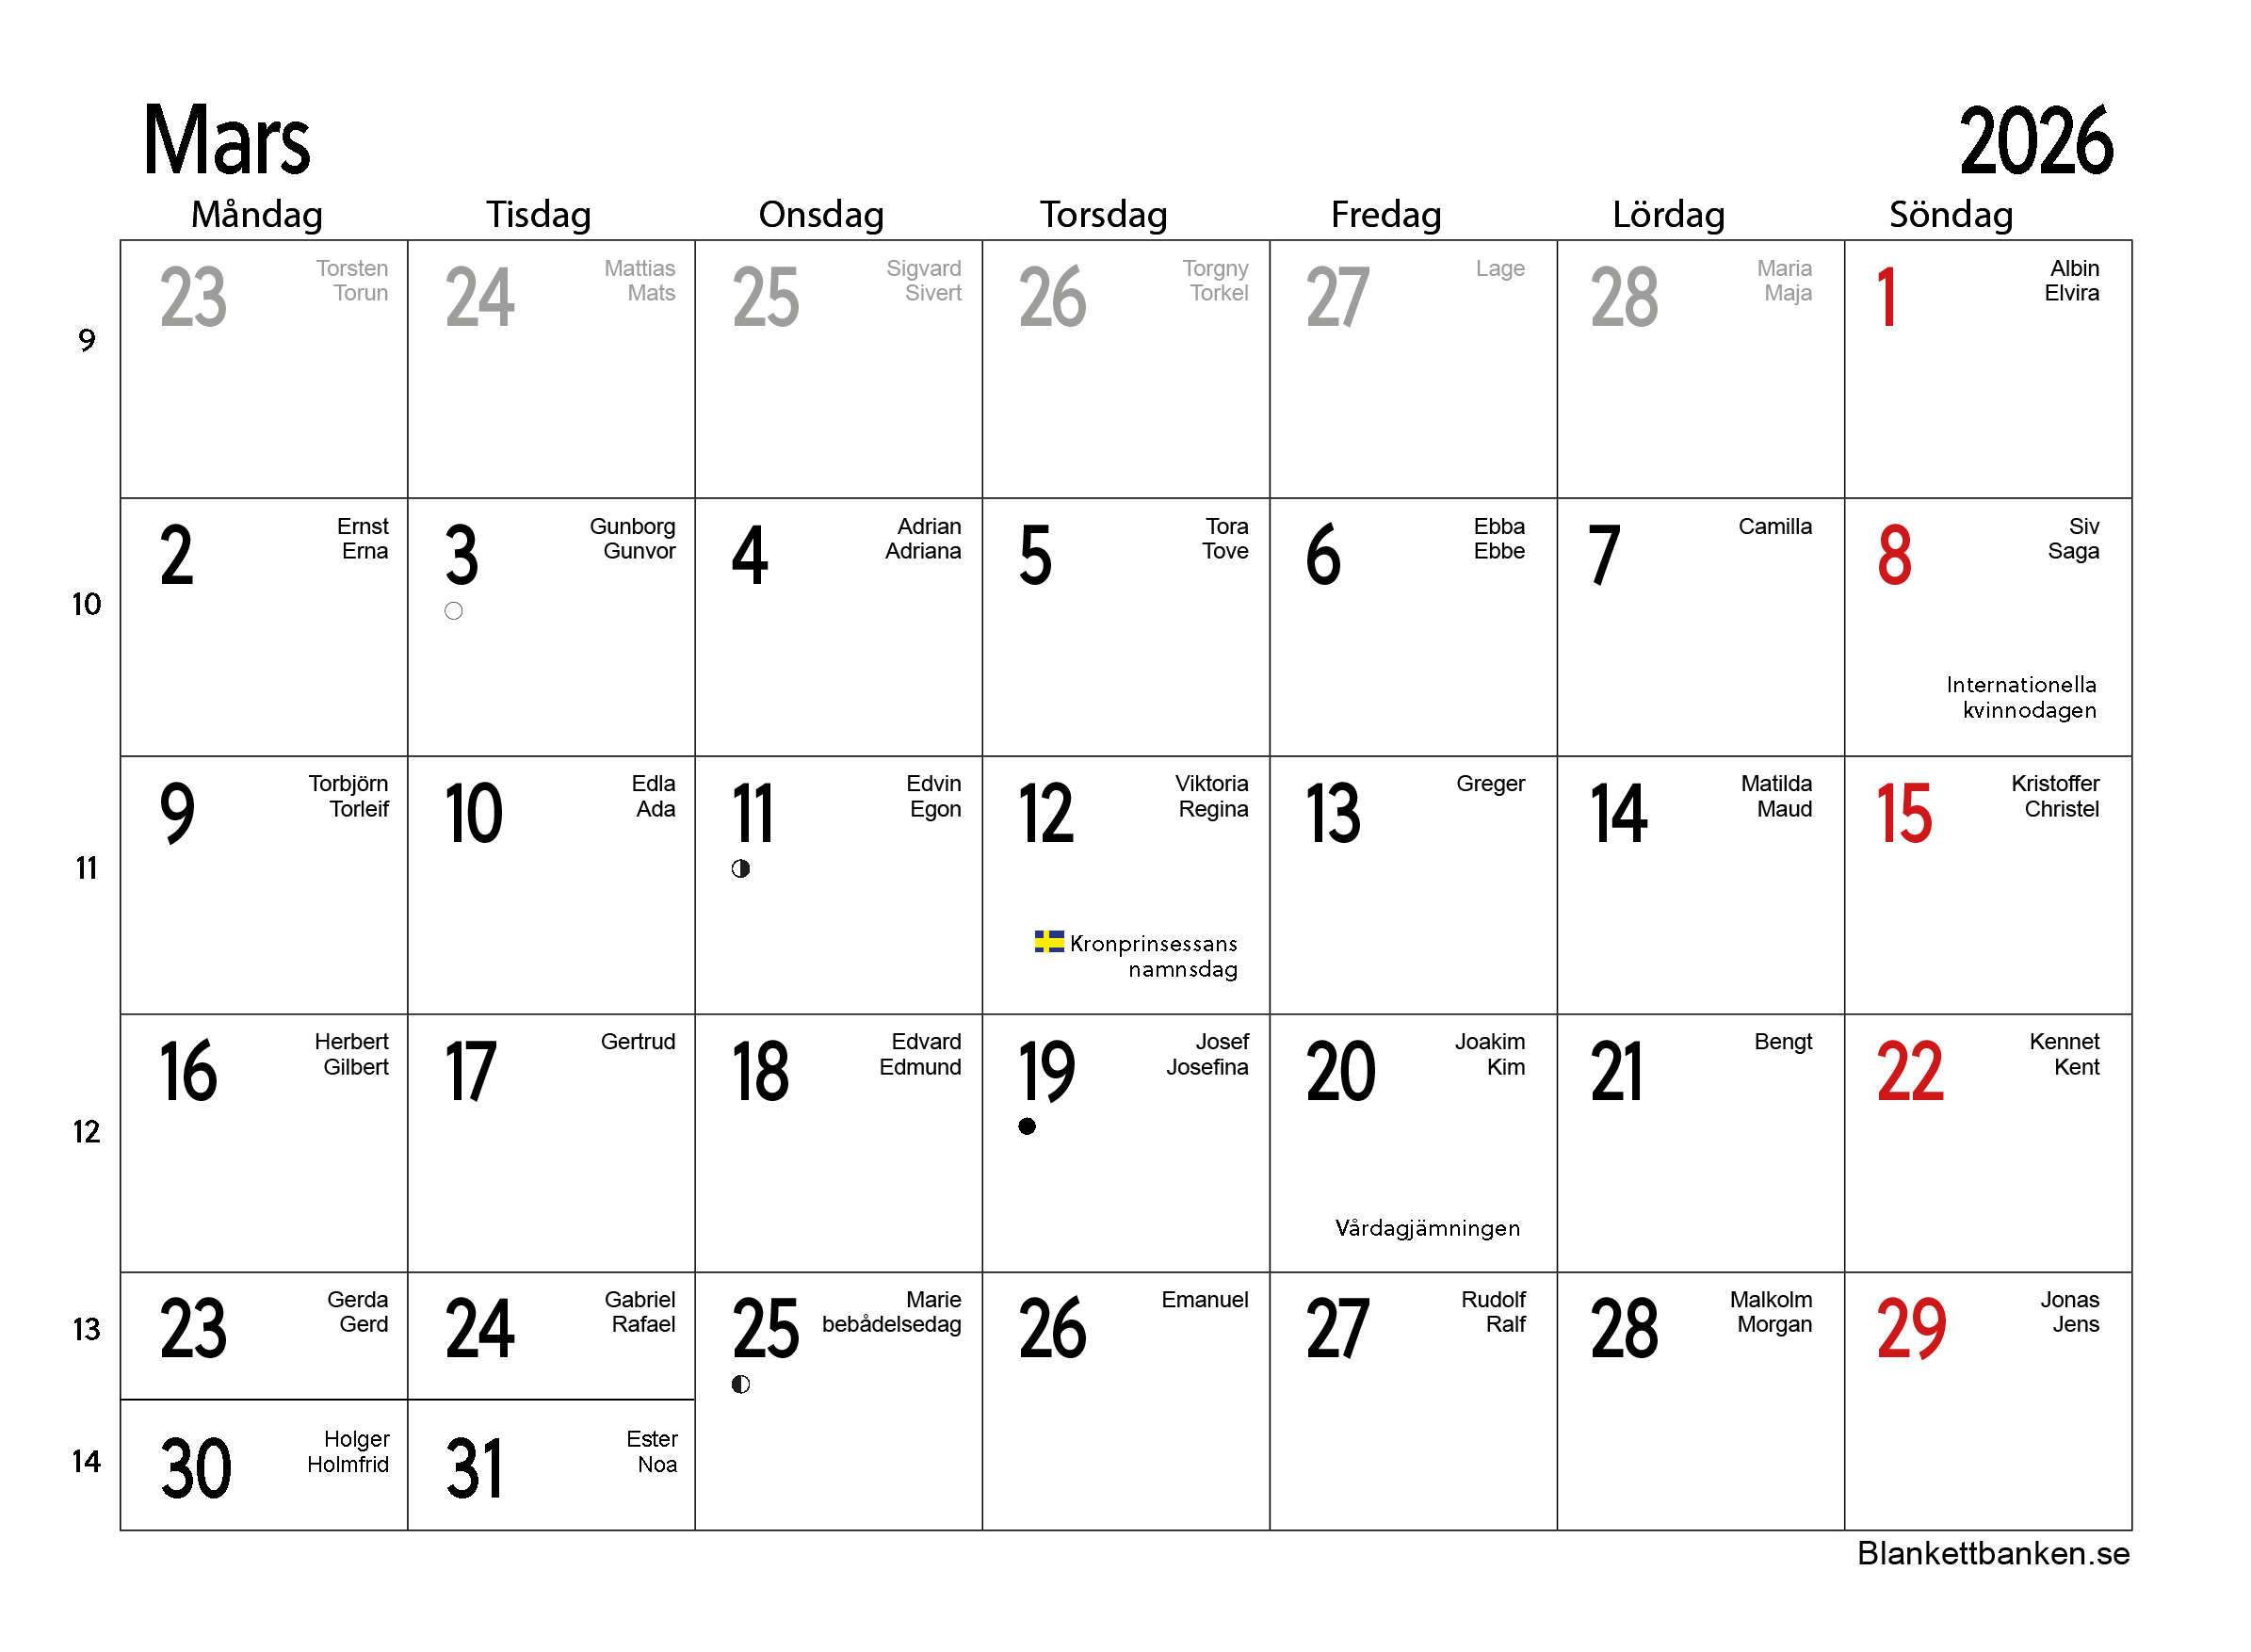 Mars 2026
Måndag Tisdag Onsdag Torsdag Fredag Lördag Söndag
9
23 Torsten
Torun
24 Mattias
Mats
25 Sigvard
Sivert
26 Torgny
Torkel
27 Lage
28 Maria
Maja
1 Albin
Elvira
10
2 Ernst
Erna
3 Gunborg
Gunvor
4 Adrian
Adriana
5 Tora
Tove
6 Ebba
Ebbe
7 Camilla
8 Siv
Saga
Internationella
kvinnodagen
11
9 Torbjörn
Torleif
10 Edla
Ada
11 Edvin
Egon
12 Viktoria
Regina
Kronprinsessans
namnsdag
13 Greger
14 Matilda
Maud
15 Kristoffer
Christel
12
16 Herbert
Gilbert
17 Gertrud
18 Edvard
Edmund
19 Josef
Josefina
20 Joakim
Kim
Vårdagjämningen
21 Bengt
22 Kennet
Kent
13
23 Gerda
Gerd
24 Gabriel
Rafael
25 Marie
bebådelsedag
26 Emanuel
27 Rudolf
Ralf
28 Malkolm
Morgan
29 Jonas
Jens
14
30 Holger
Holmfrid
31 Ester
Noa
Blankettbanken.se